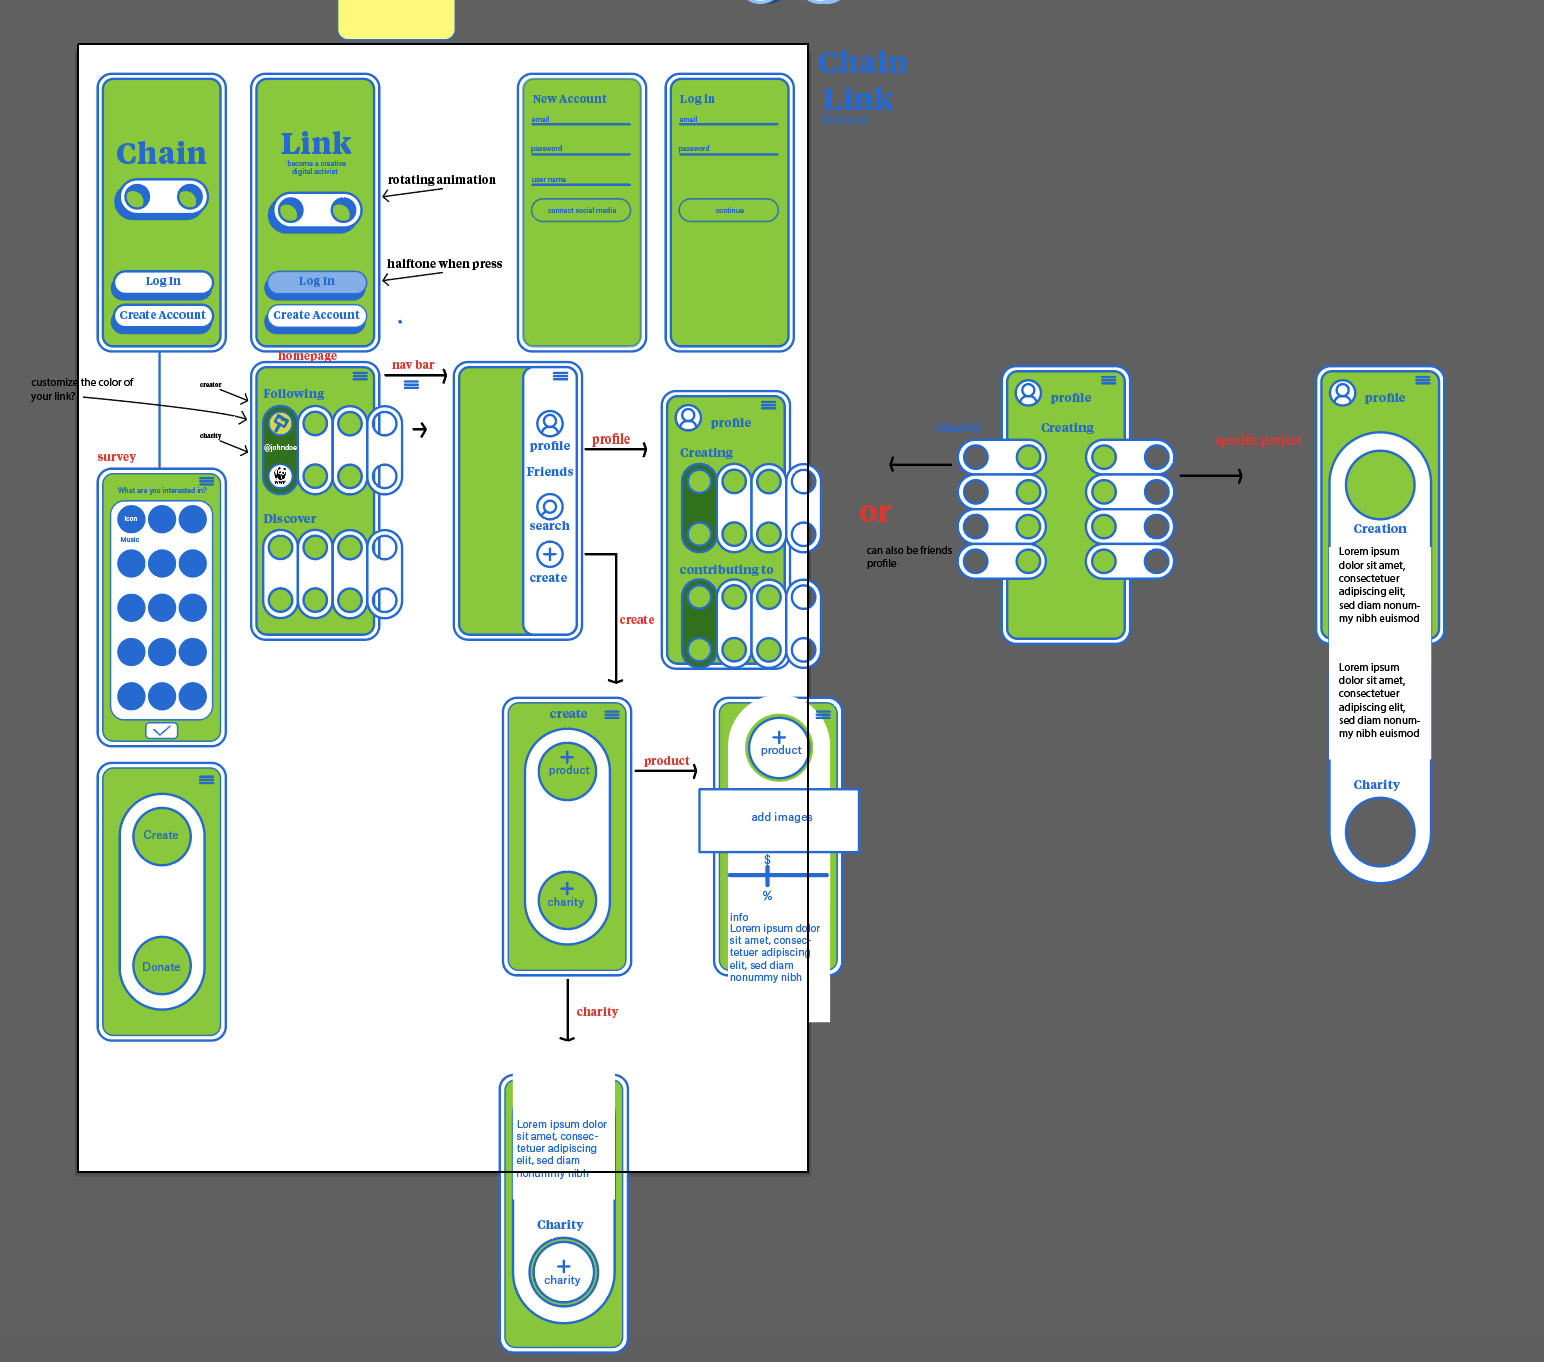 Chain
Link
Chain
Log In
Create Account
Link
become a creative
digital activist
Log In
Create Account
rotating animation
halftone when press
New Account
email
password
user name
connect social media
Log in
email
password
continue
customize the color of
your link?
creator
charity
survey
What are you interested in?
Icon
Music
homepage
Following
@johndoe
WWF
Discover
nav bar
profile
Friends
search
create
profile
profile
Creating
contributing to
or
can also be friends
profile
Charity
profile
Creating
specific project
profile
Creation
Lorem ipsum
dolor sit amet,
consectetuer
adipiscing elit,
sed diam nonum-
my nibh euismod
Lorem ipsum
dolor sit amet,
consectetuer
adipiscing elit,
sed diam nonum-
my nibh euismod
Charity
create
create
product
charity
product
product
add images
$
%
info
Lorem ipsum dolor
sit amet, consec-
tetuer adipiscing
elit, sed diam
nonummy nibh
Create
Donate
charity
Lorem ipsum dolor
sit amet, consec-
tetuer adipiscing
elit, sed diam
nonummy nibh
Charity
charity